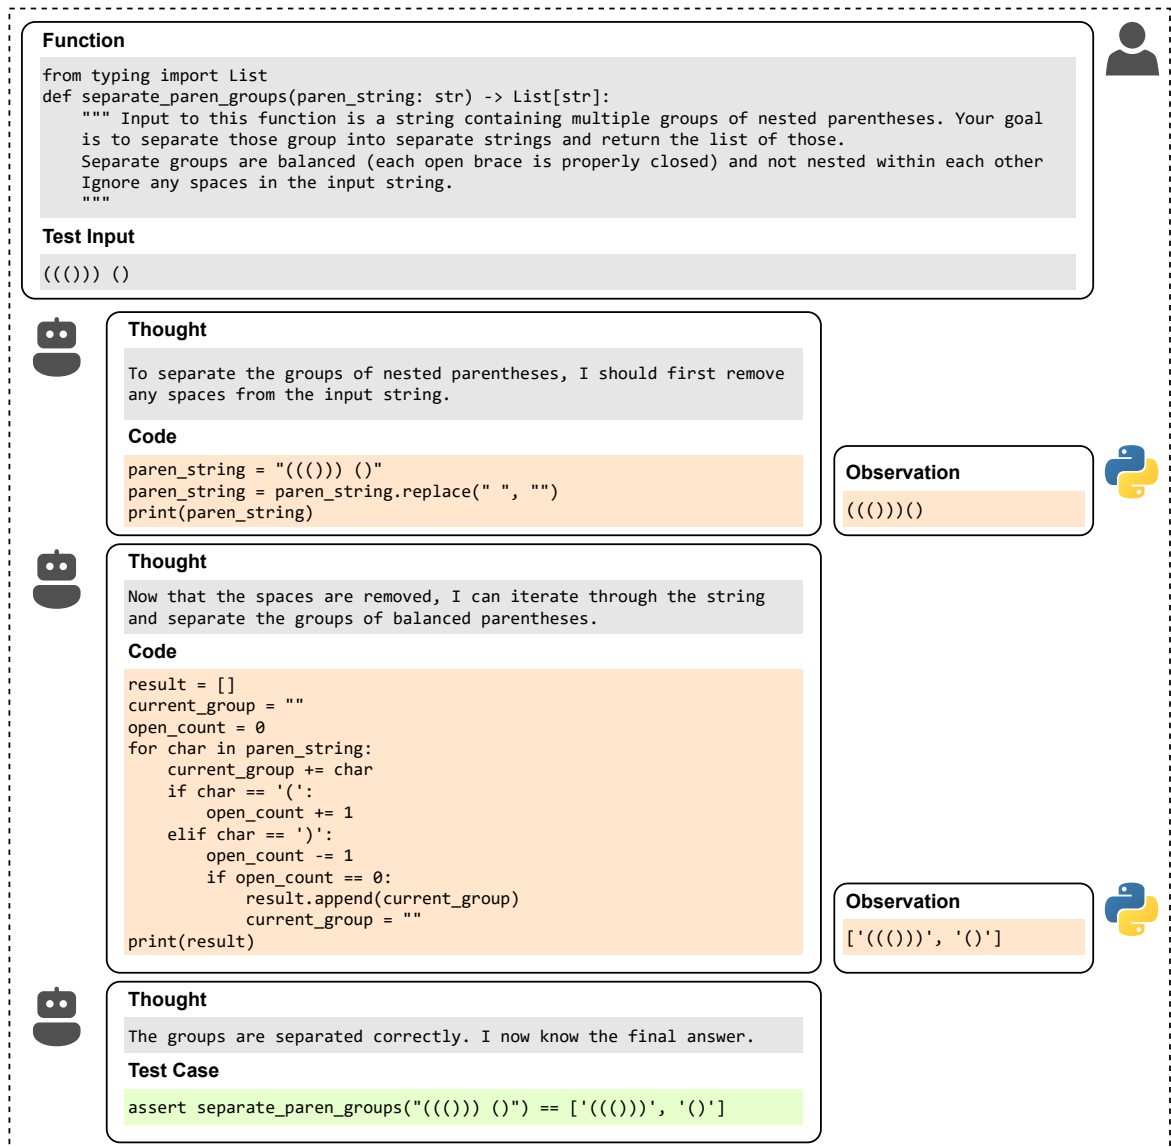 Function
from typing import List
def separate_paren_groups(paren_string: str) -> List[str]:
    """ Input to this function is a string containing multiple groups of nested parentheses. Your goal
    is to separate those group into separate strings and return the list of those.
    Separate groups are balanced (each open brace is properly closed) and not nested within each other
    Ignore any spaces in the input string.
    """
Test Input
((())) ()
Thought
To separate the groups of nested parentheses, I should first remove
any spaces from the input string.
Code
paren_string = "((())) ()"
paren_string = paren_string.replace(" ", "")
print(paren_string)
Observation
((()))()
Thought
Now that the spaces are removed, I can iterate through the string
and separate the groups of balanced parentheses.
Code
result = []
current_group = ""
open_count = 0
for char in paren_string:
    current_group += char
    if char == '(':
        open_count += 1
    elif char == ')':
        open_count -= 1
        if open_count == 0:
            result.append(current_group)
            current_group = ""
print(result)
Observation
['((()))', '()']
Thought
The groups are separated correctly. I now know the final answer.
Test Case
assert separate_paren_groups("((())) ()") == ['((()))', '()']